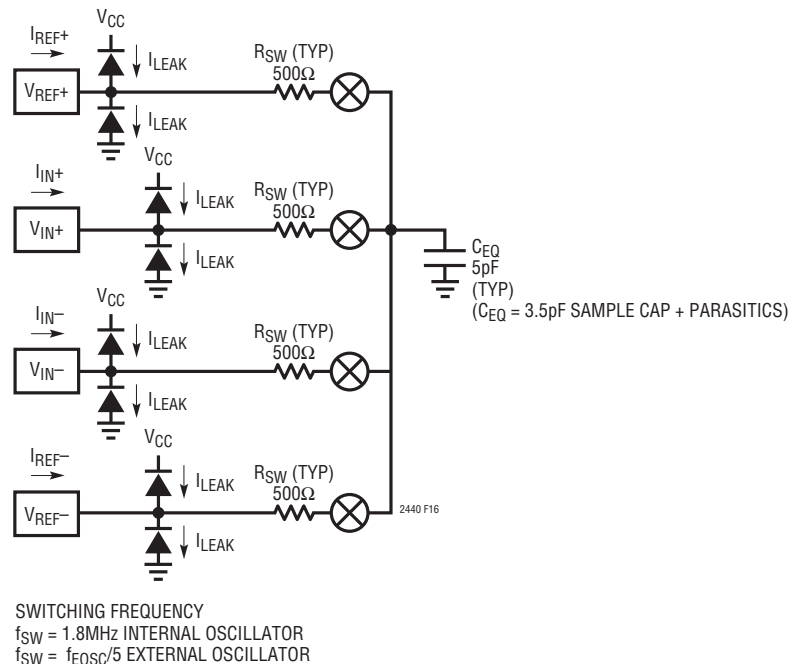 VCC
IREF+
ILEAK
RSW (TYP)
500Ω
VREF+
ILEAK
VCC
IIN+
ILEAK
RSW (TYP)
500Ω
VIN+
ILEAK
CEQ
5pF
(TYP)
(CEQ = 3.5pF SAMPLE CAP + PARASITICS)
VCC
IIN–
ILEAK
RSW (TYP)
500Ω
VIN–
ILEAK
VCC
IREF–
ILEAK
RSW (TYP)
500Ω
VREF–
ILEAK
2440 F16
SWITCHING FREQUENCY
fSW = 1.8MHz INTERNAL OSCILLATOR
fSW = fEOSC/5 EXTERNAL OSCILLATOR